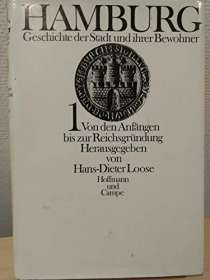 HAMBURG
Geschichte der Stadt und ihrer Bewohner
1 Von den Anfängen
bis zur Reichsgründung
Herausgegeben
von
Hans-Dieter Loose
Hoffmann
und
Campe